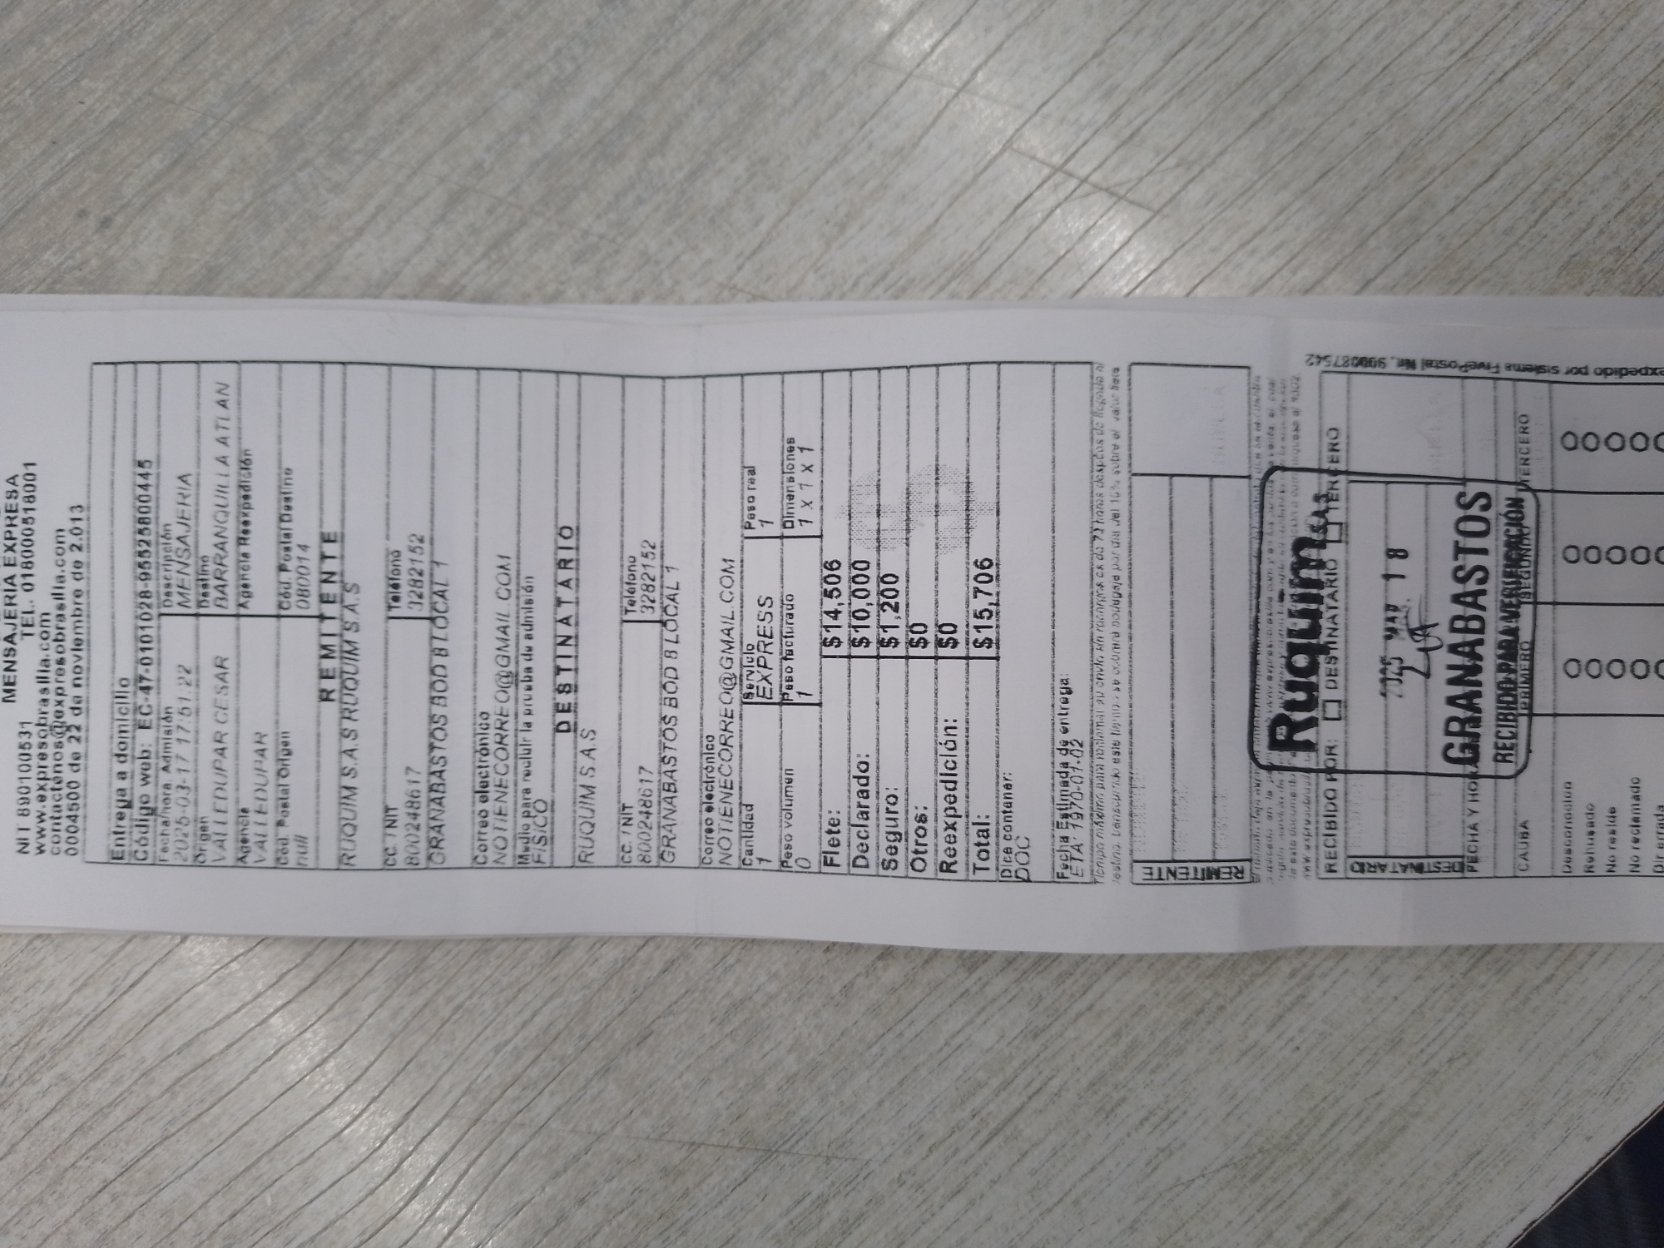 MENSAJERIA EXPRESA
NIT 890100531 TEL. 018000518001
www.expresobrasilia.com
contactenos@expresobrasilia.com
0004500 de 22 de noviembre de 2.013
Entrega a domicilio
Código web: EC-47-0101028-95525800445
Fecha/hora Admisión Descripción
2025-03-17 17:51:22 MENSAJERIA
Origen Destino
VALLEDUPAR CESAR BARRANQUILLA ATLAN
Agencia Agencia Reexpedición
VALLEDUPAR
Cod. Postal Origen Cód. Postal Destino
null 080014
REMITENTE
RUQUIM S.A.S RUQUIM S.A.S
CC / NIT Teléfono
800248617 3282152
GRANABASTOS BOD B LOCAL 1
Correo electrónico
NOTIENECORREO@GMAIL.COM
Medio para recibir la prueba de admisión
FISICO
DESTINATARIO
RUQUIM S.A.S
CC / NIT Teléfono
800248617 3282152
GRANABASTOS BOD B LOCAL 1
Correo electrónico
NOTIENECORREO@GMAIL.COM
Cantidad Servicio Peso real
1 EXPRESS 1
Peso volumen Peso facturado Dimensiones
0 1 1 x 1 x 1
Flete: $14,506
Declarado: $10,000
Seguro: $1,200
Otros: $0
Reexpedición: $0
Total: $15,706
Dice contener:
DOC
Fecha Estimada de entrega:
ETA 1970-01-02
REMITENTE
Ruquim S.A.S
RECIBIDO POR: DESTINATARIO TERCERO
DESTINATARIO
2025 MAR. 18
GRANABASTOS
FECHA Y HORA
RECIBIDO PARA VERIFICACION
CAUSA PRIMERO SEGUNDO TERCERO
Desconocido
Rehusado
No reside
No reclamado
Dir errada
expedido por sistema FivePostal Nit. 900087542